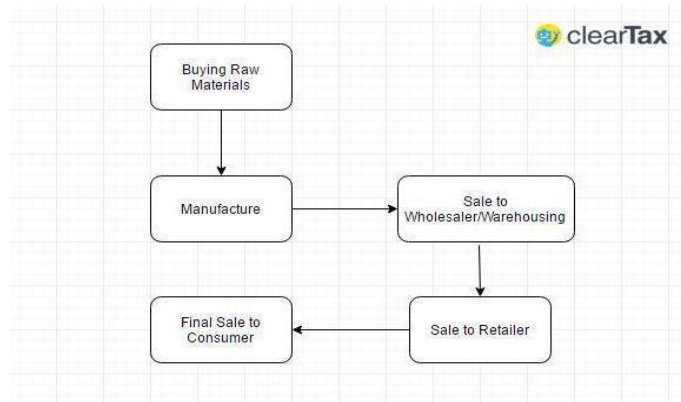 clearTax
Buying Raw
Materials
Manufacture
Sale to
Wholesaler/Warehousing
Sale to Retailer
Final Sale to
Consumer